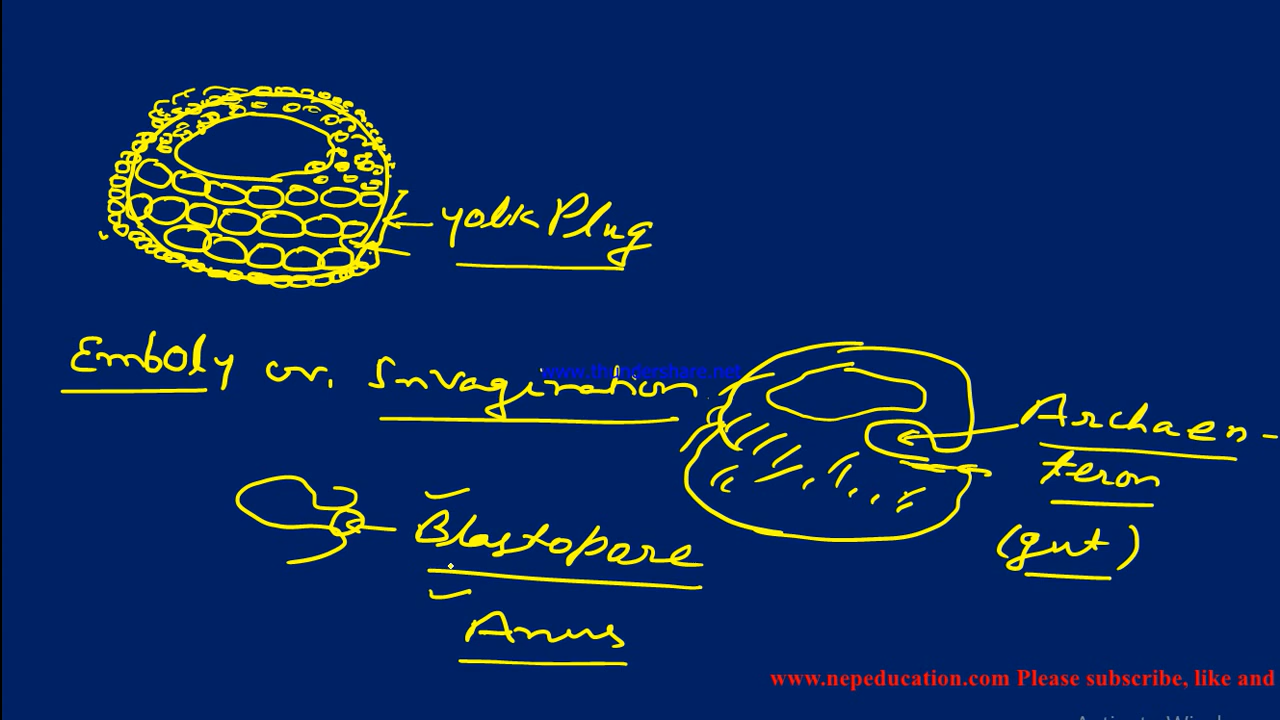 yolk Plug
Emboly or. Invagination
www.thundershare.net
Archaen-
teron
(gut)
Blastopore
Anus
www.nepeducation.com Please subscribe, like and